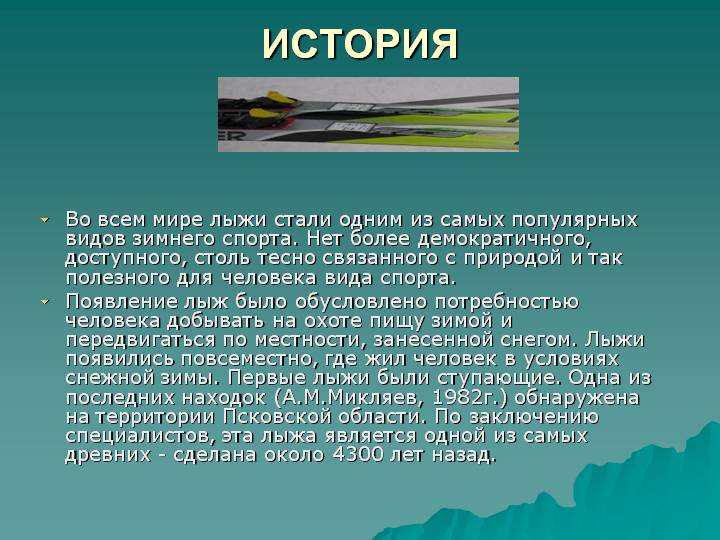 ИСТОРИЯ
ER
Во всем мире лыжи стали одним из самых популярных
видов зимнего спорта. Нет более демократичного,
доступного, столь тесно связанного с природой и так
полезного для человека вида спорта.
Появление лыж было обусловлено потребностью
человека добывать на охоте пищу зимой и
передвигаться по местности, занесенной снегом. Лыжи
появились повсеместно, где жил человек в условиях
снежной зимы. Первые лыжи были ступающие. Одна из
последних находок (А.М.Микляев, 1982г.) обнаружена
на территории Псковской области. По заключению
специалистов, эта лыжа является одной из самых
древних - сделана около 4300 лет назад.